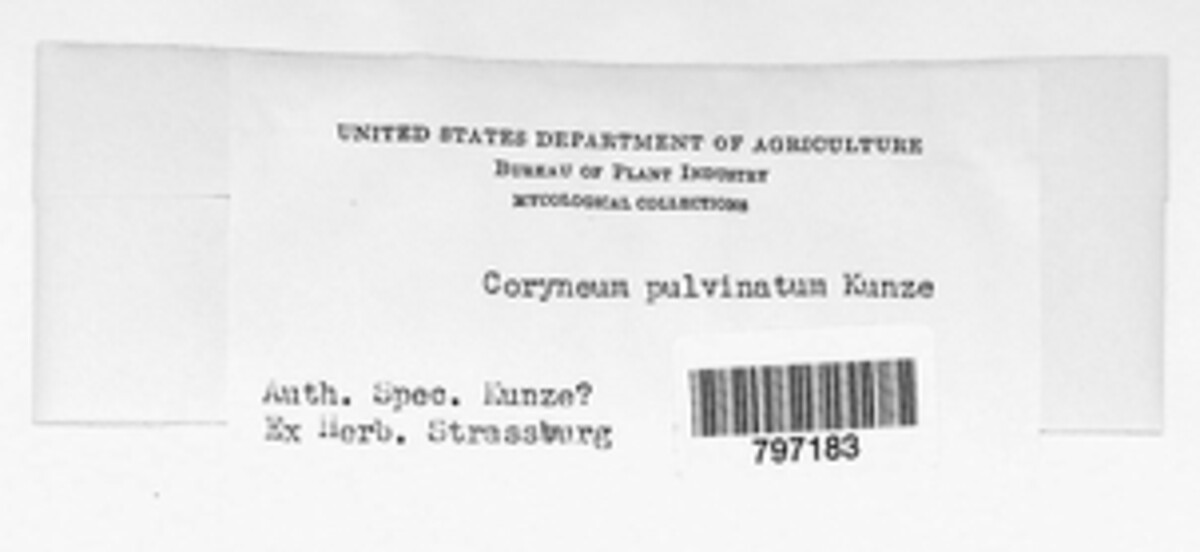 UNITED STATES DEPARTMENT OF AGRICULTURE
BUREAU OF PLANT INDUSTRY
MYCOLOGICAL COLLECTIONS
Coryneum pulvinatum Kunze
Auth. Spec. Kunze?
Ex Herb. Strassburg
797183